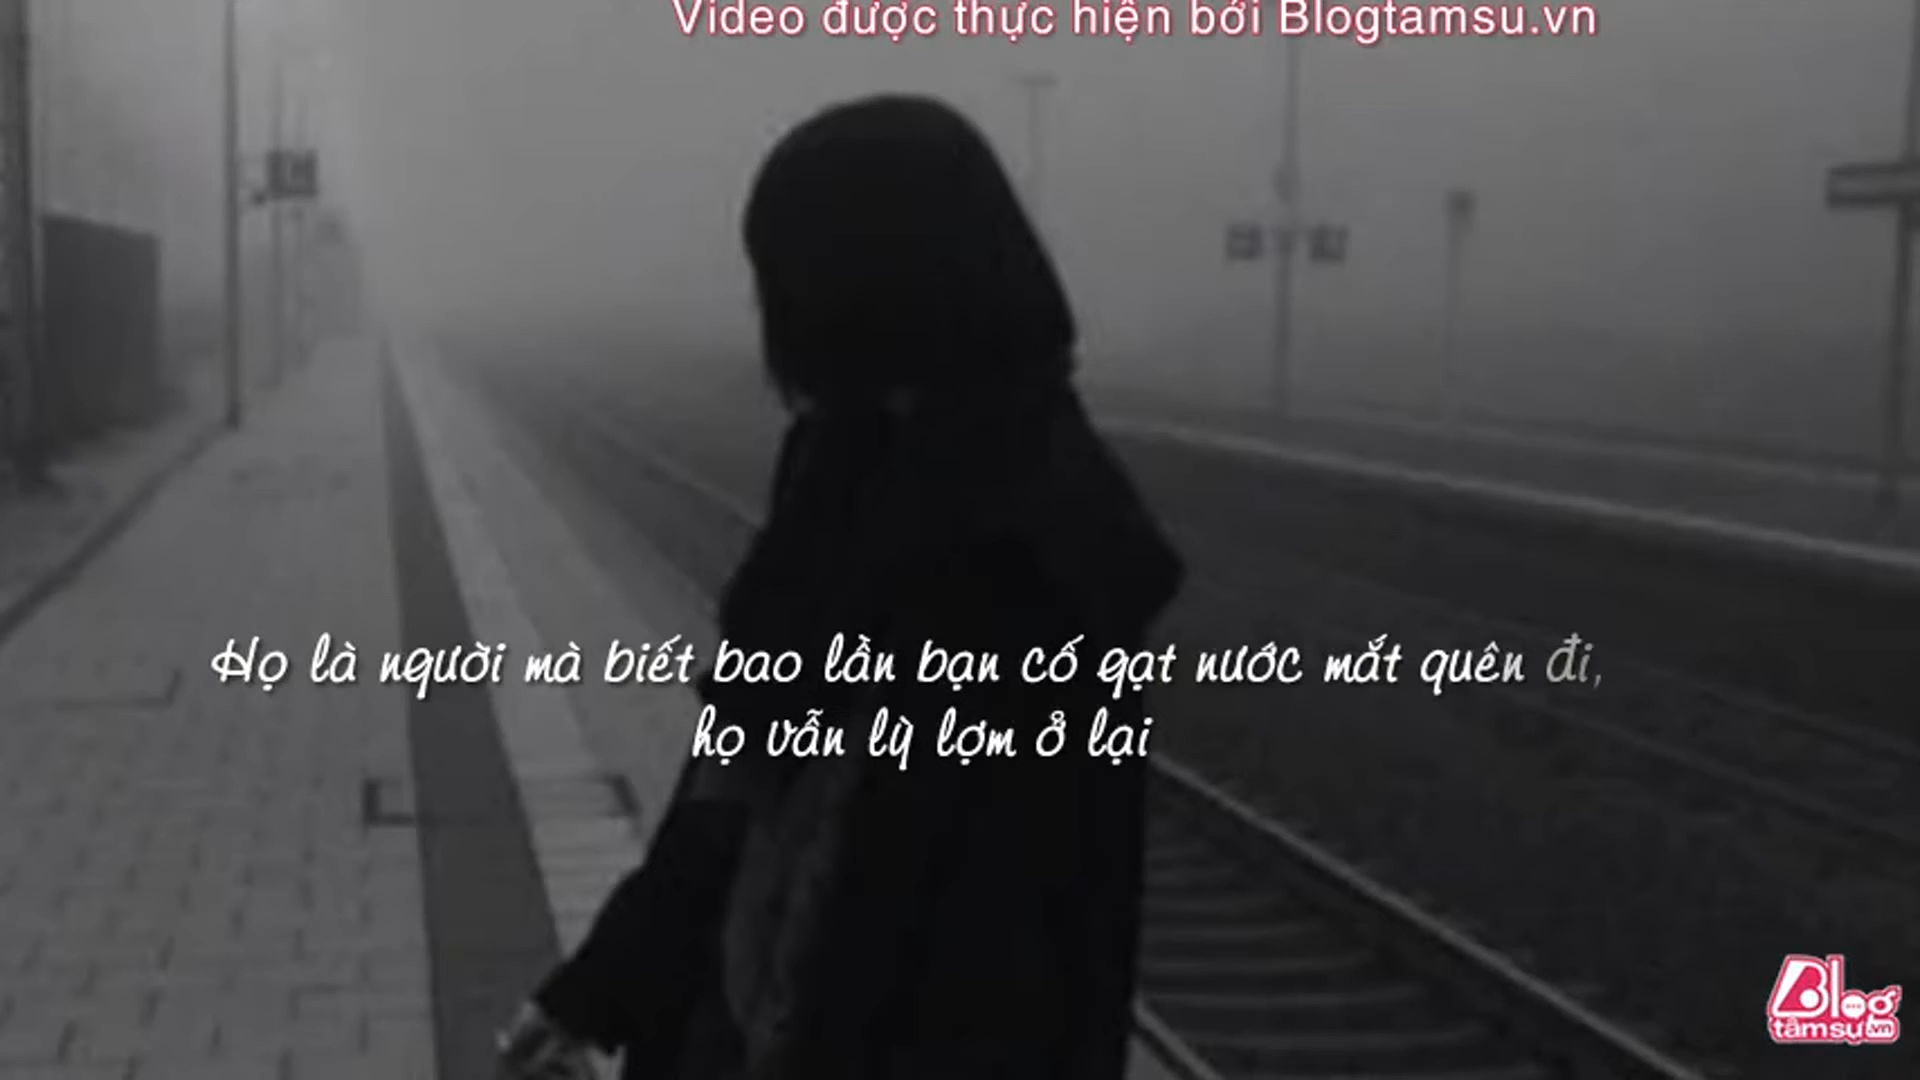 Video được thực hiện bởi Blogtamsu.vn
Họ là người mà biết bao lần bạn cố gạt nước mắt quên đi,
họ vẫn lỳ lợm ở lại
Blog
tâmsự.vn